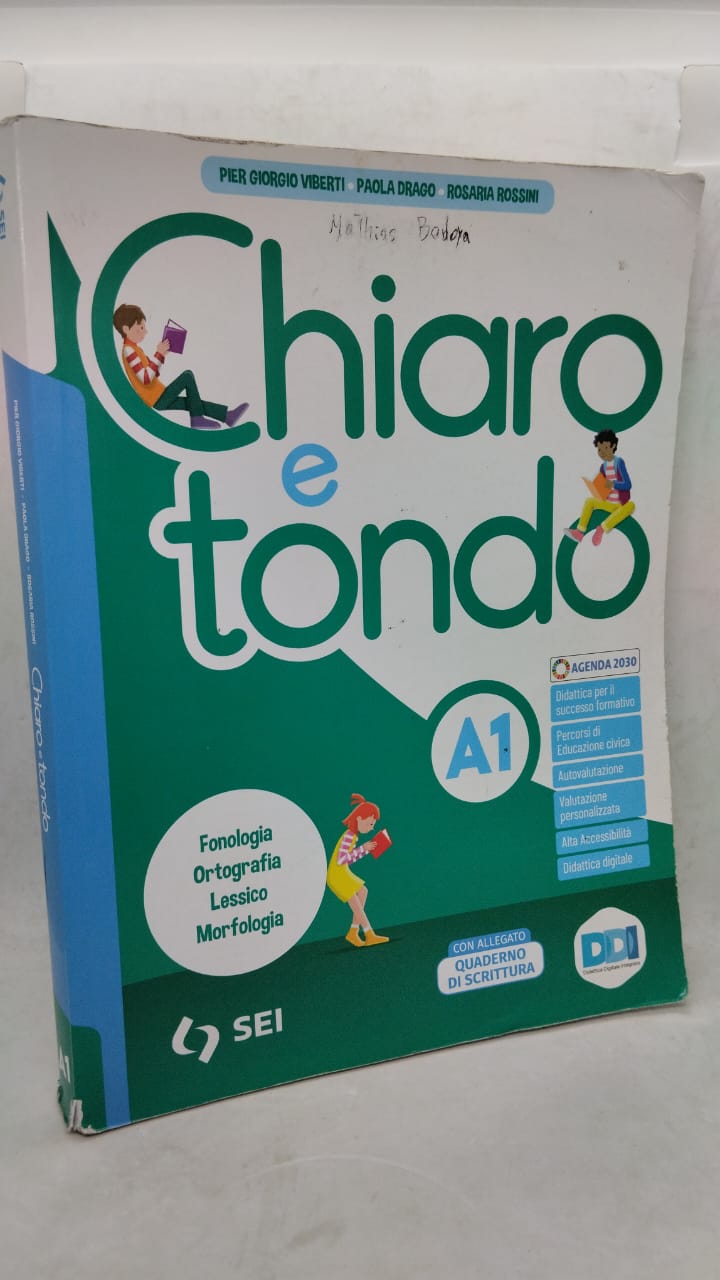 PIER GIORGIO VIBERTI • PAOLA DRAGO • ROSARIA ROSSINI
Mathias
Chiaro
e
tondo
A1
AGENDA 2030
Didattica per il
successo formativo
Percorsi di
Educazione civica
Autovalutazione
Valutazione
personalizzata
Alta Accessibilità
Didattica digitale
Fonologia
Ortografia
Lessico
Morfologia
CON ALLEGATO
QUADERNO
DI SCRITTURA
DDI
Didattica Digitale Integrata
SEI
SEI
PIER GIORGIO VIBERTI • PAOLA DRAGO • ROSARIA ROSSINI
Chiaro e tondo
A1